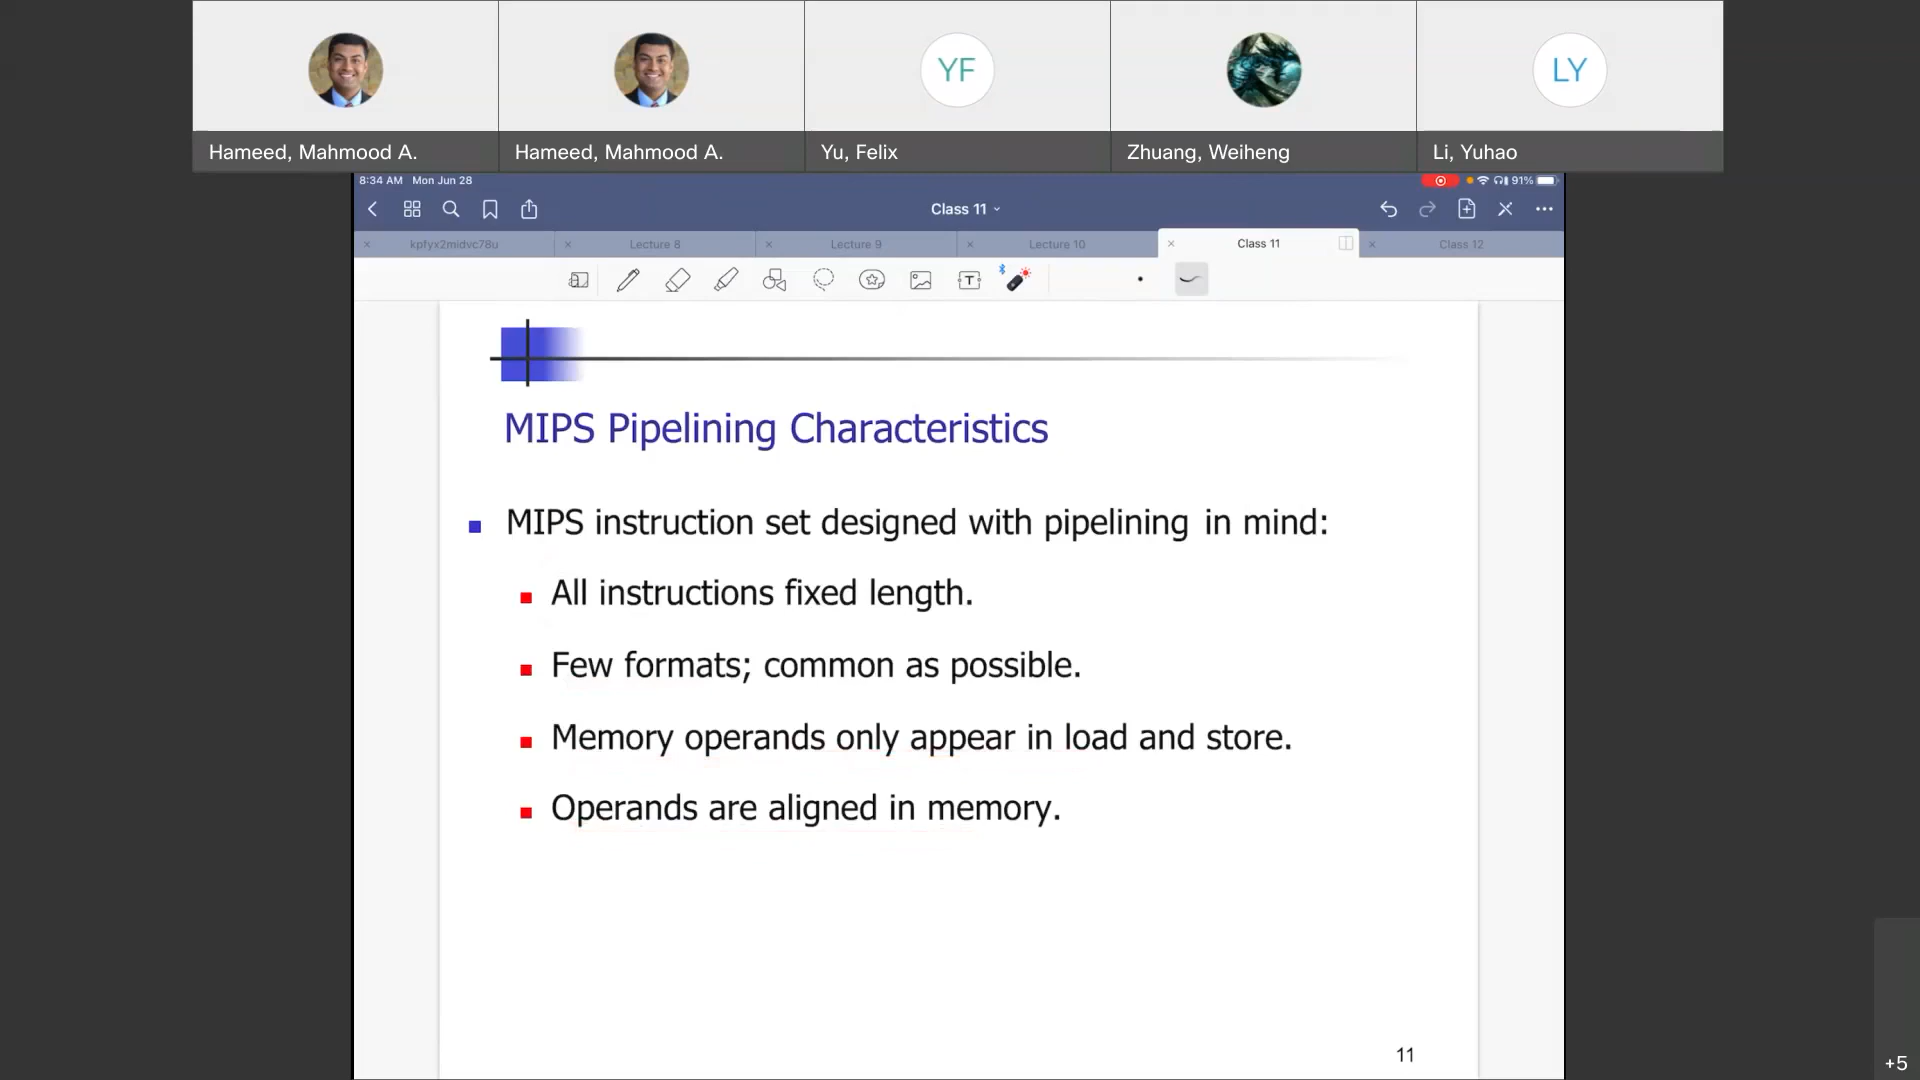 YF
LY
Hameed, Mahmood A.
Hameed, Mahmood A.
Yu, Felix
Zhuang, Weiheng
Li, Yuhao
8:34 AM Mon Jun 28
91%
Class 11
kpfyx2midvc78u
Lecture 8
Lecture 9
Lecture 10
Class 11
Class 12
T
MIPS Pipelining Characteristics
MIPS instruction set designed with pipelining in mind:
All instructions fixed length.
Few formats; common as possible.
Memory operands only appear in load and store.
Operands are aligned in memory.
11
+5